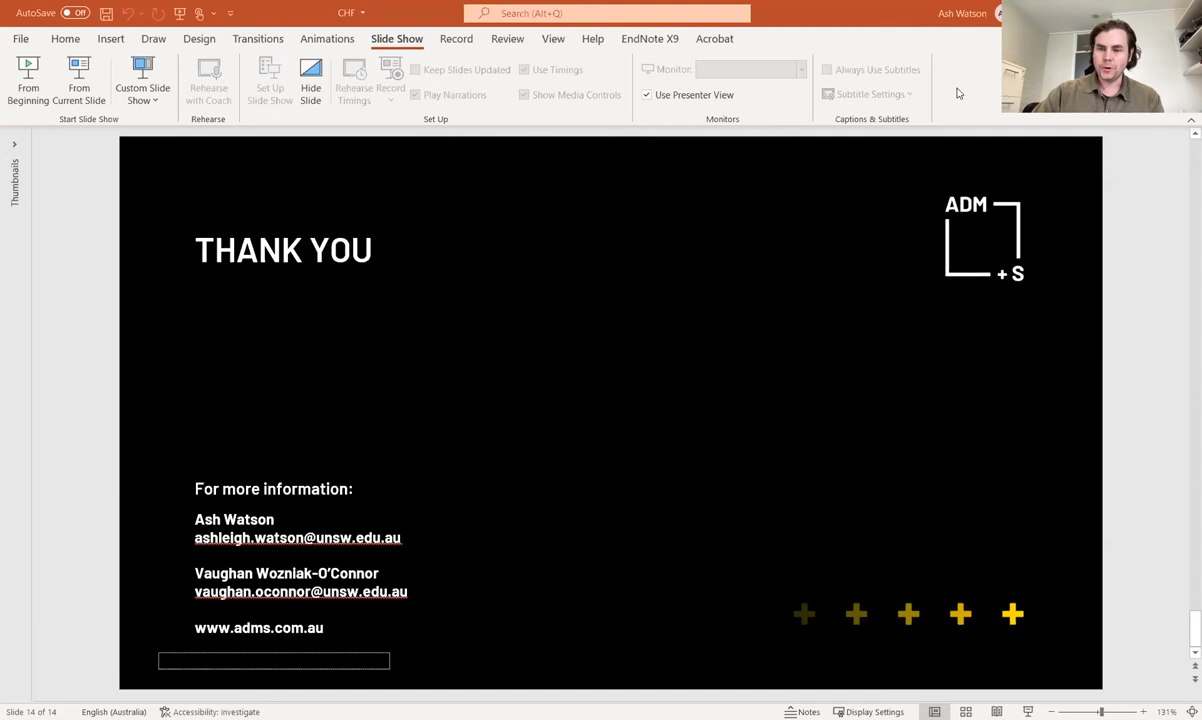 AutoSave Off CHF Search (Alt+Q) Ash Watson
File Home Insert Draw Design Transitions Animations Slide Show Record Review View Help EndNote X9 Acrobat
From Beginning
From Current Slide
Custom Slide Show
Start Slide Show
Rehearse with Coach
Rehearse
Set Up Slide Show
Hide Slide
Rehearse Timings
Record
Keep Slides Updated
Play Narrations
Use Timings
Show Media Controls
Set Up
Monitor:
Use Presenter View
Monitors
Always Use Subtitles
Subtitle Settings
Captions & Subtitles
Thumbnails
ADM
+ S
THANK YOU
For more information:
Ash Watson
ashleigh.watson@unsw.edu.au
Vaughan Wozniak-O'Connor
vaughan.oconnor@unsw.edu.au
www.adms.com.au
Slide 14 of 14 English (Australia) Accessibility: Investigate Notes Display Settings 131%